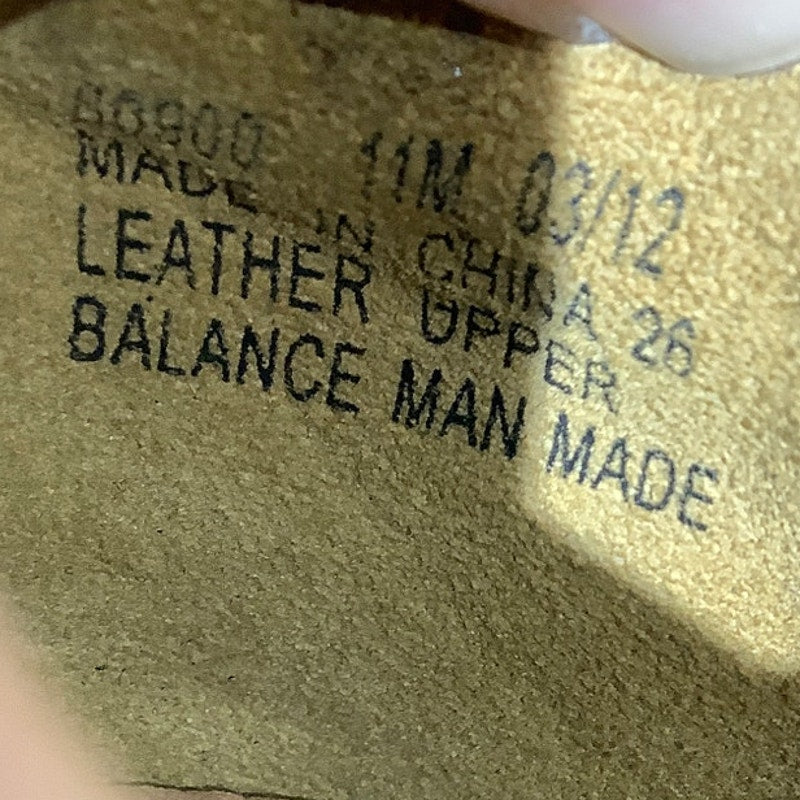 11M 03/12
MADE IN CHINA 26
LEATHER UPPER
BALANCE MAN MADE